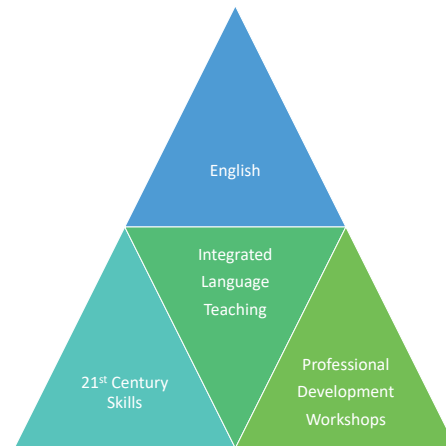 English
Integrated
Language
Teaching
21st Century
Skills
Professional
Development
Workshops